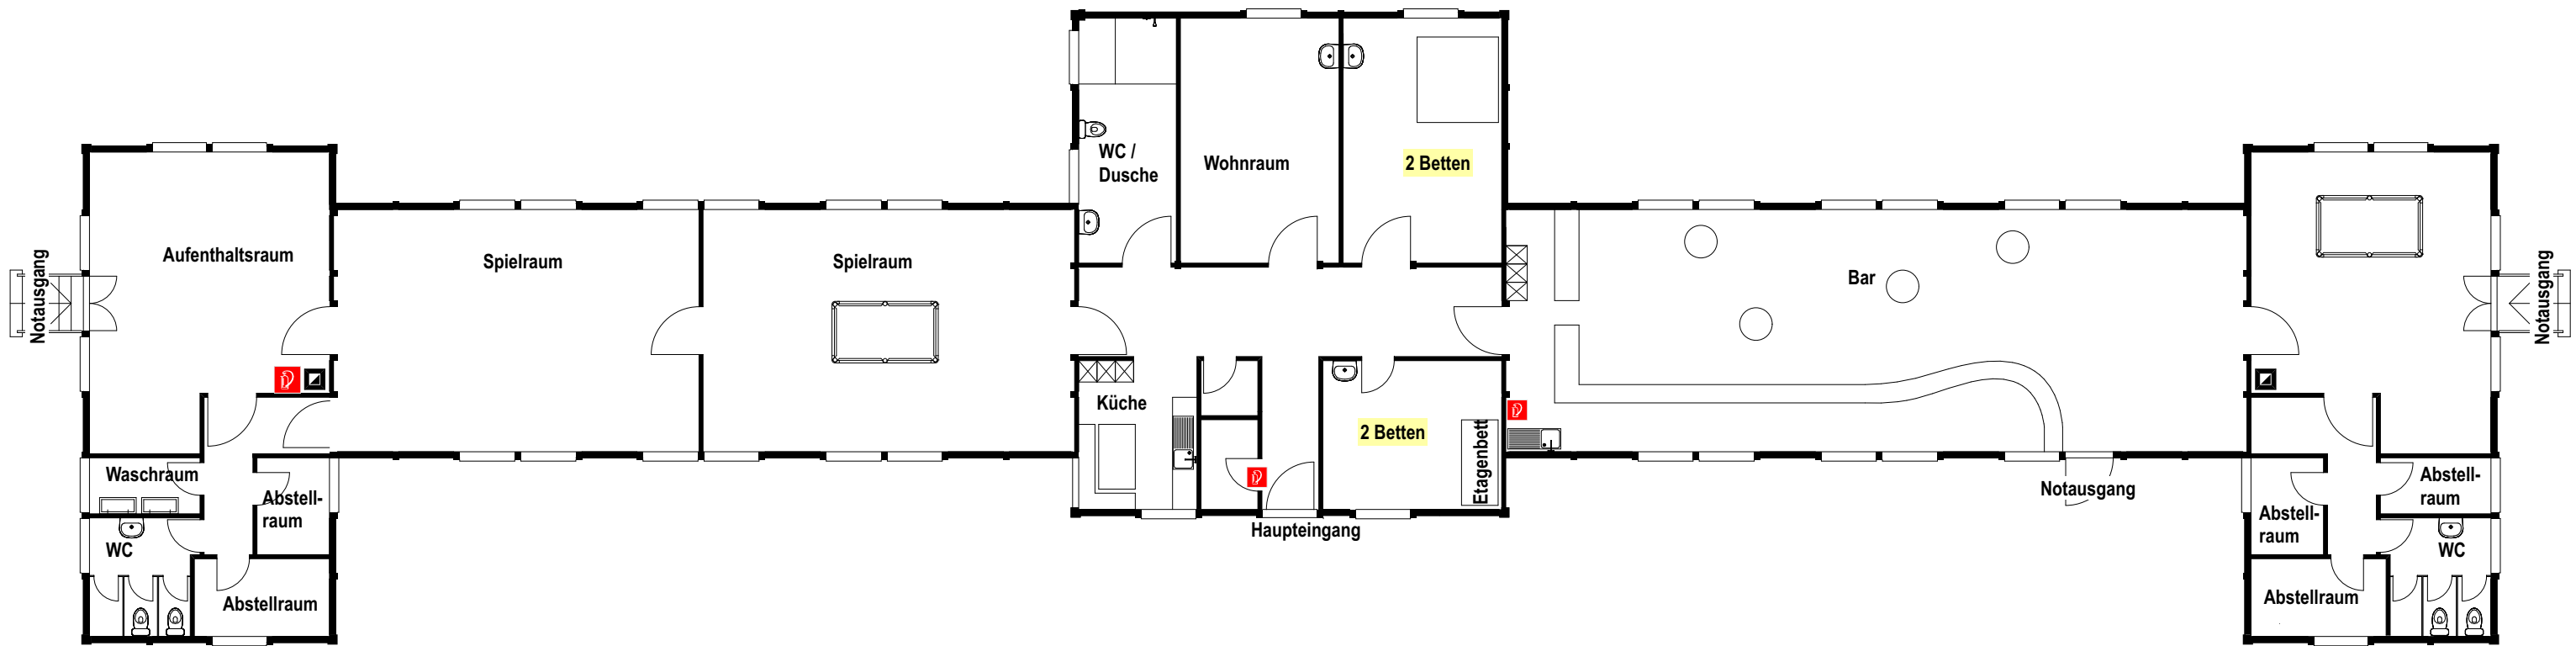 Notausgang
Aufenthaltsraum
Spielraum
Spielraum
WC /
Dusche
Wohnraum
2 Betten
Bar
Notausgang
Küche
2 Betten
Etagenbett
Waschraum
Abstell-
raum
WC
Abstellraum
Haupteingang
Notausgang
Abstell-
raum
Abstell-
raum
WC
Abstellraum